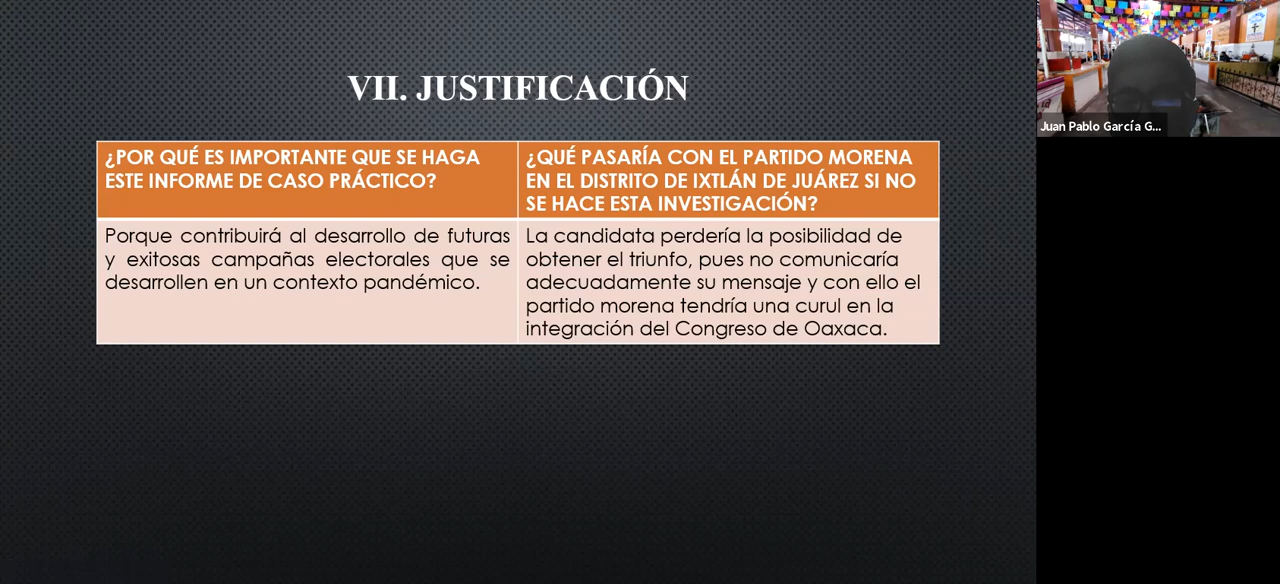 VII. JUSTIFICACIÓN
¿POR QUÉ ES IMPORTANTE QUE SE HAGA
ESTE INFORME DE CASO PRÁCTICO?
¿QUÉ PASARÍA CON EL PARTIDO MORENA
EN EL DISTRITO DE IXTLÁN DE JUÁREZ SI NO
SE HACE ESTA INVESTIGACIÓN?
Porque contribuirá al desarrollo de futuras
y exitosas campañas electorales que se
desarrollen en un contexto pandémico.
La candidata perdería la posibilidad de
obtener el triunfo, pues no comunicaría
adecuadamente su mensaje y con ello el
partido morena tendría una curul en la
integración del Congreso de Oaxaca.
Juan Pablo García G...